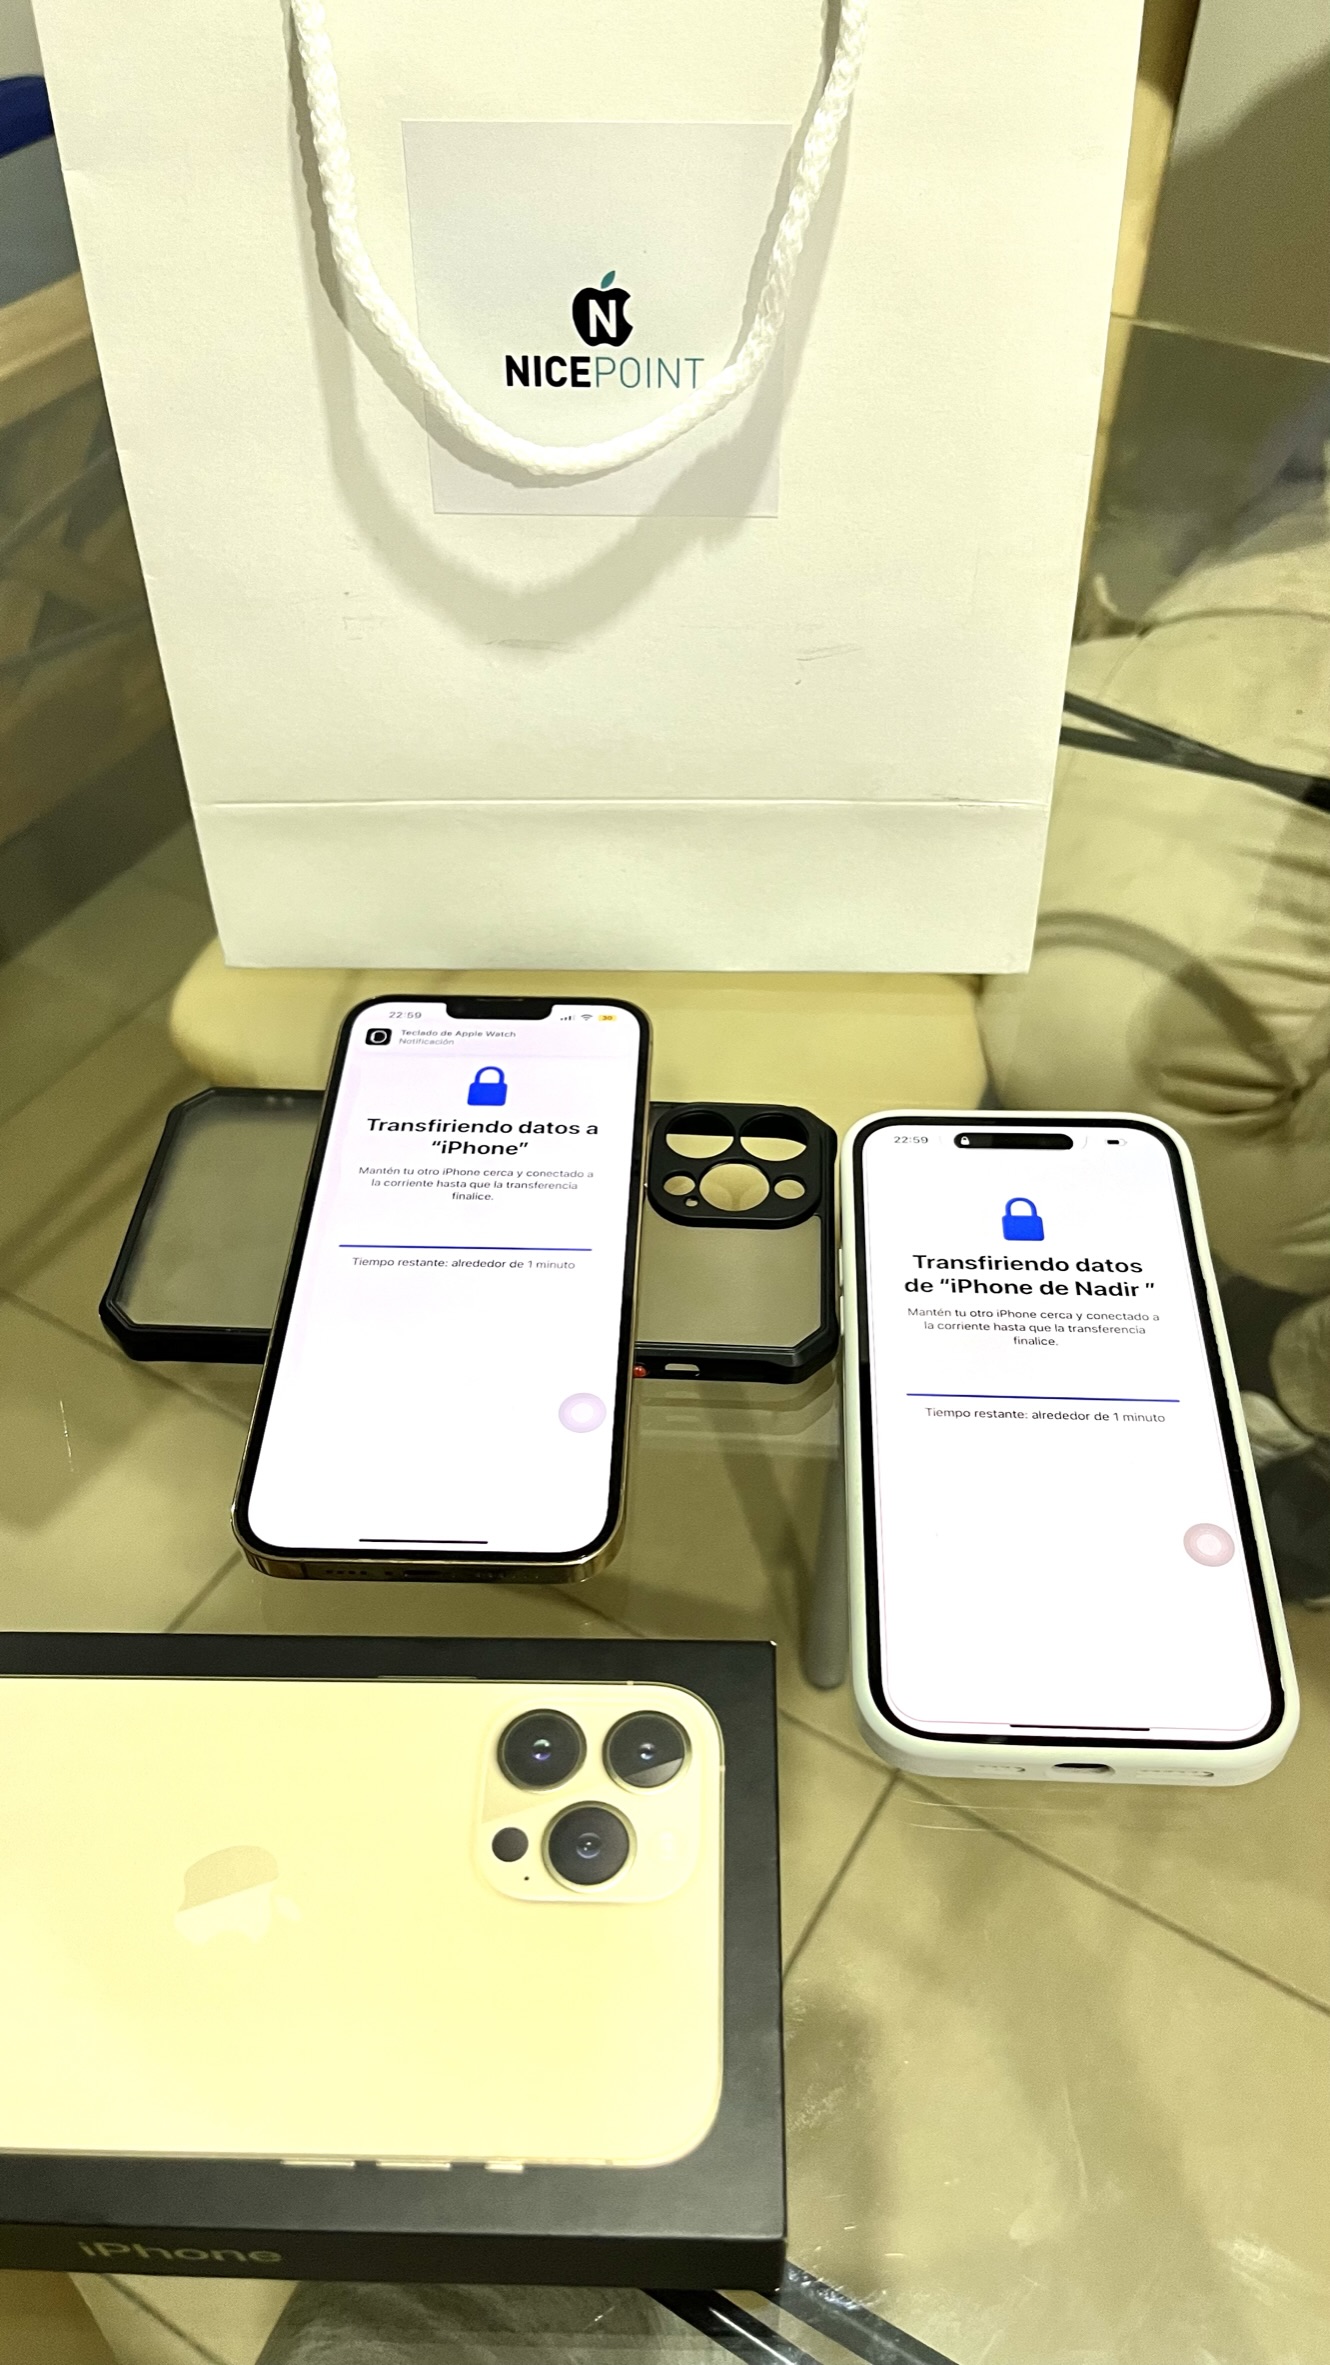 N
NICEPOINT
22:59
30
Teclado de Apple Watch
Notificación
Transfiriendo datos a
“iPhone”
Mantén tu otro iPhone cerca y conectado a
la corriente hasta que la transferencia
finalice.
Tiempo restante: alrededor de 1 minuto
22:59
Transfiriendo datos
de “iPhone de Nadir ”
Mantén tu otro iPhone cerca y conectado a
la corriente hasta que la transferencia
finalice.
Tiempo restante: alrededor de 1 minuto
iPhone